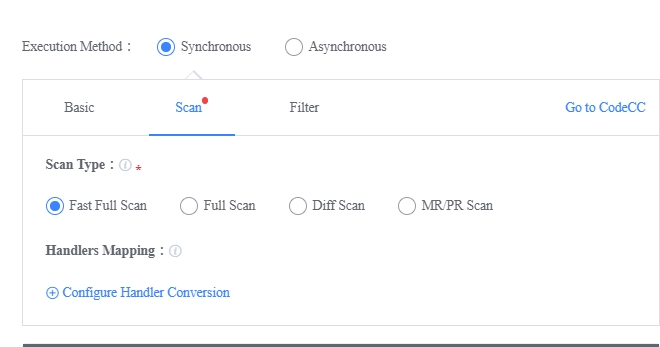 Execution Method： Synchronous Asynchronous
Basic Scan Filter Go to CodeCC
Scan Type： *
Fast Full Scan Full Scan Diff Scan MR/PR Scan
Handlers Mapping：
Configure Handler Conversion